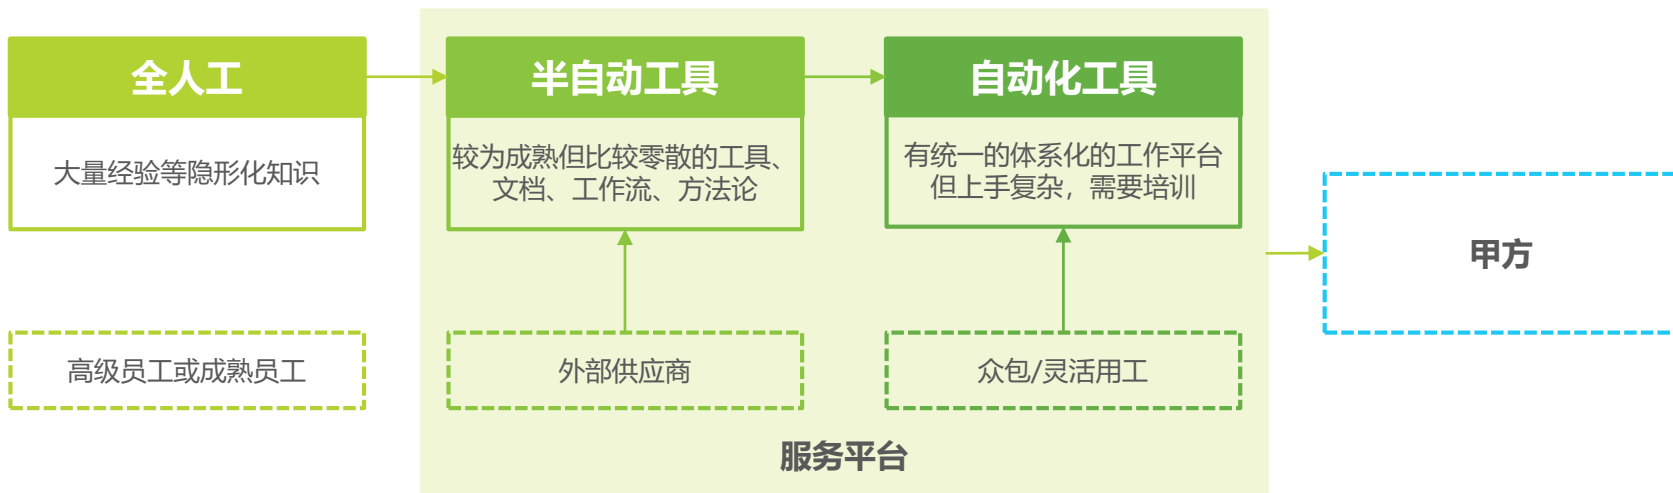 全人工
大量经验等隐形化知识
高级员工或成熟员工
半自动工具
较为成熟但比较零散的工具、
文档、工作流、方法论
外部供应商
自动化工具
有统一的体系化的工作平台
但上手复杂，需要培训
众包/灵活用工
服务平台
甲方